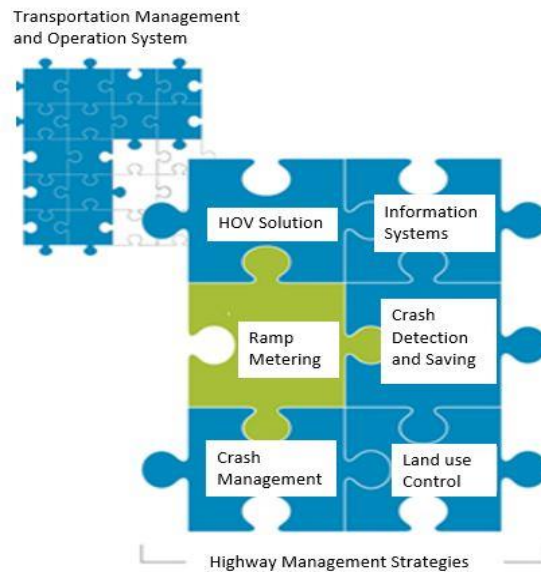 Transportation Management
and Operation System
HOV Solution
Information
Systems
Ramp
Metering
Crash
Detection
and Saving
Crash
Management
Land use
Control
Highway Management Strategies